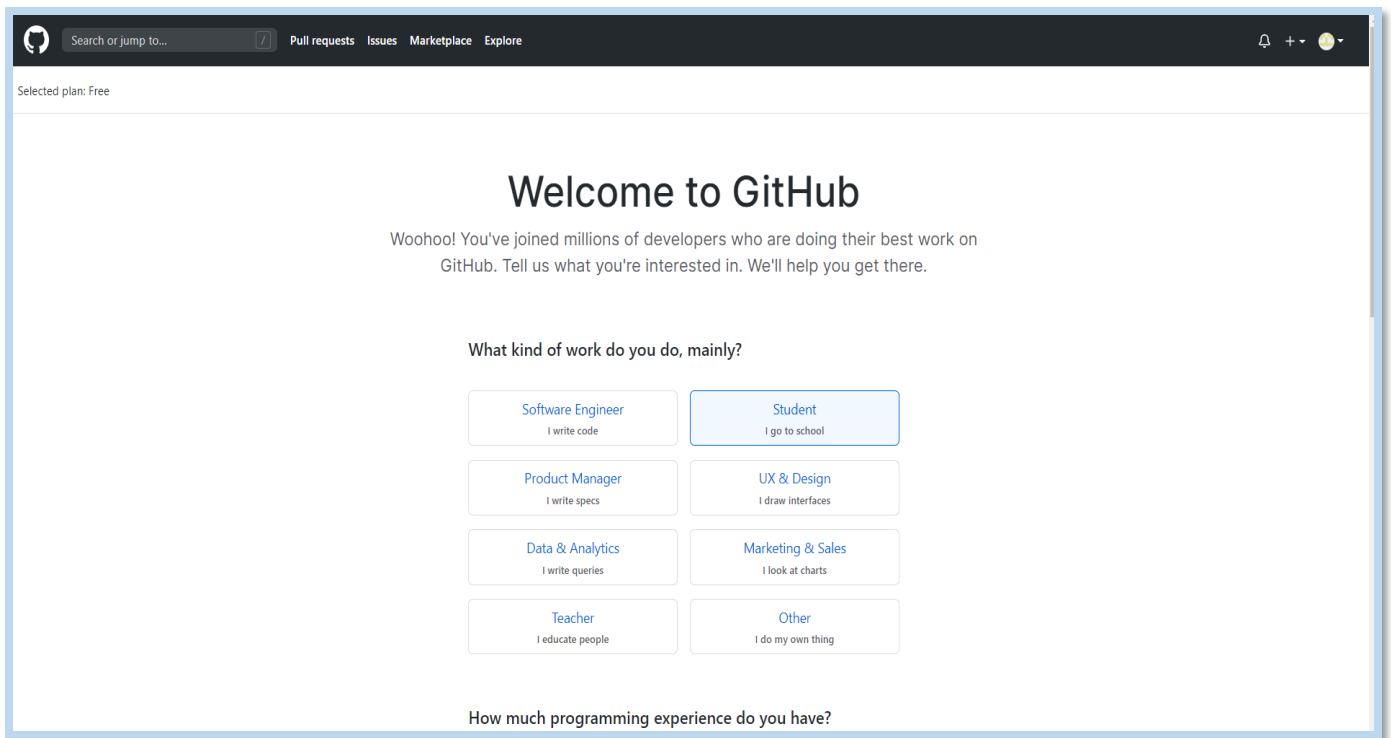 Search or jump to... /
Pull requests Issues Marketplace Explore
Selected plan: Free
Welcome to GitHub
Woohoo! You've joined millions of developers who are doing their best work on
GitHub. Tell us what you're interested in. We'll help you get there.
What kind of work do you do, mainly?
Software Engineer
I write code
Student
I go to school
Product Manager
I write specs
UX & Design
I draw interfaces
Data & Analytics
I write queries
Marketing & Sales
I look at charts
Teacher
I educate people
Other
I do my own thing
How much programming experience do you have?